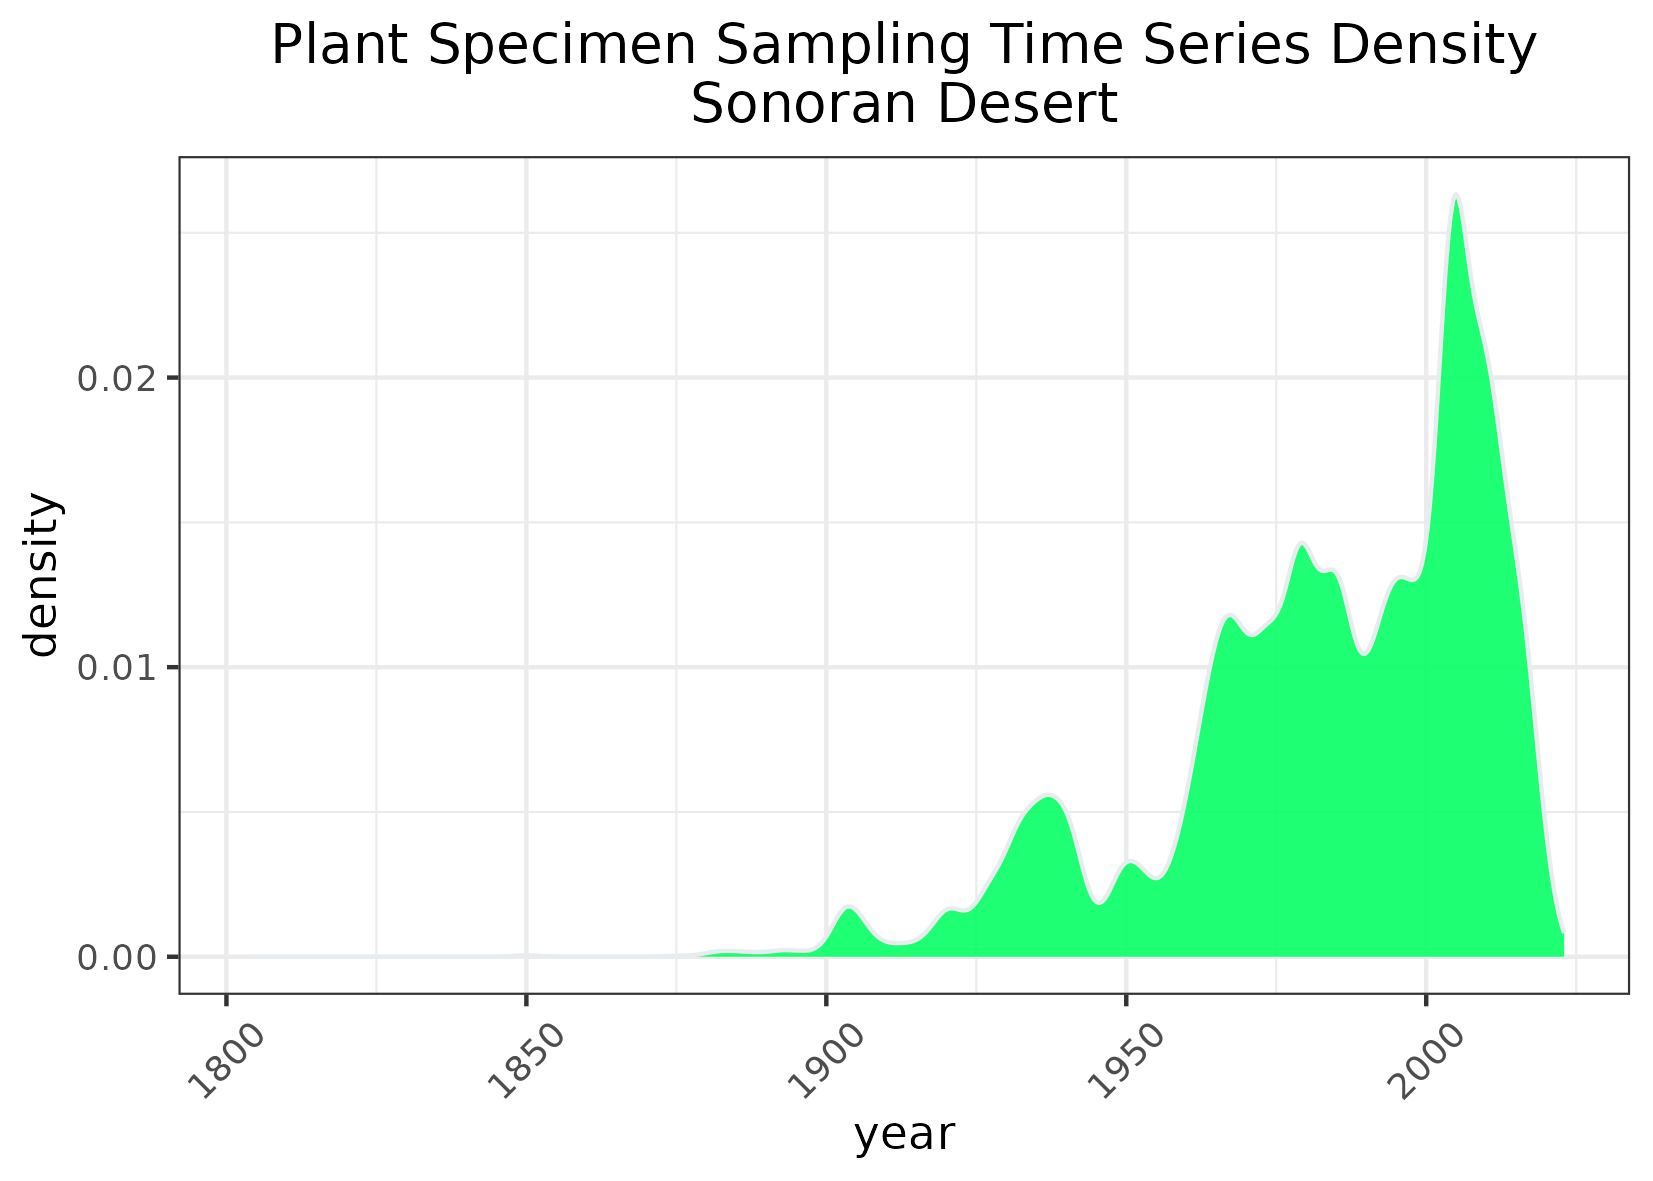 Plant Specimen Sampling Time Series Density
Sonoran Desert
density
0.02
0.01
0.00
1800
1850
1900
1950
2000
year